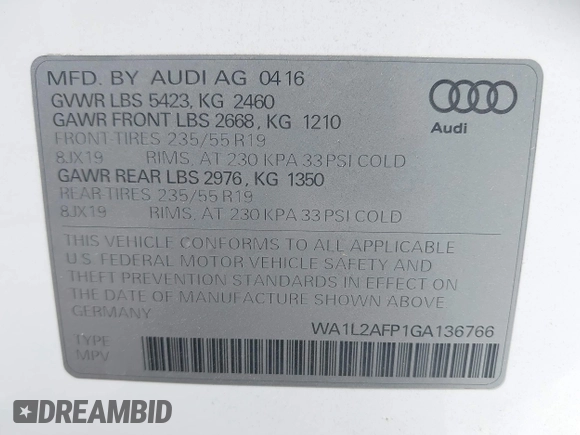 MFD. BY AUDI AG 04 16
GVWR LBS 5423, KG 2460
GAWR FRONT LBS 2668, KG 1210
FRONT-TIRES 235/55 R19
8JX19 RIMS, AT 230 KPA 33 PSI COLD
GAWR REAR LBS 2976, KG 1350
REAR-TIRES 235/55 R19
8JX19 RIMS, AT 230 KPA 33 PSI COLD
Audi
THIS VEHICLE CONFORMS TO ALL APPLICABLE
U.S. FEDERAL MOTOR VEHICLE SAFETY AND
THEFT PREVENTION STANDARDS IN EFFECT ON
THE DATE OF MANUFACTURE SHOWN ABOVE.
GERMANY
WA1L2AFP1GA136766
TYPE
MPV
DREAMBID